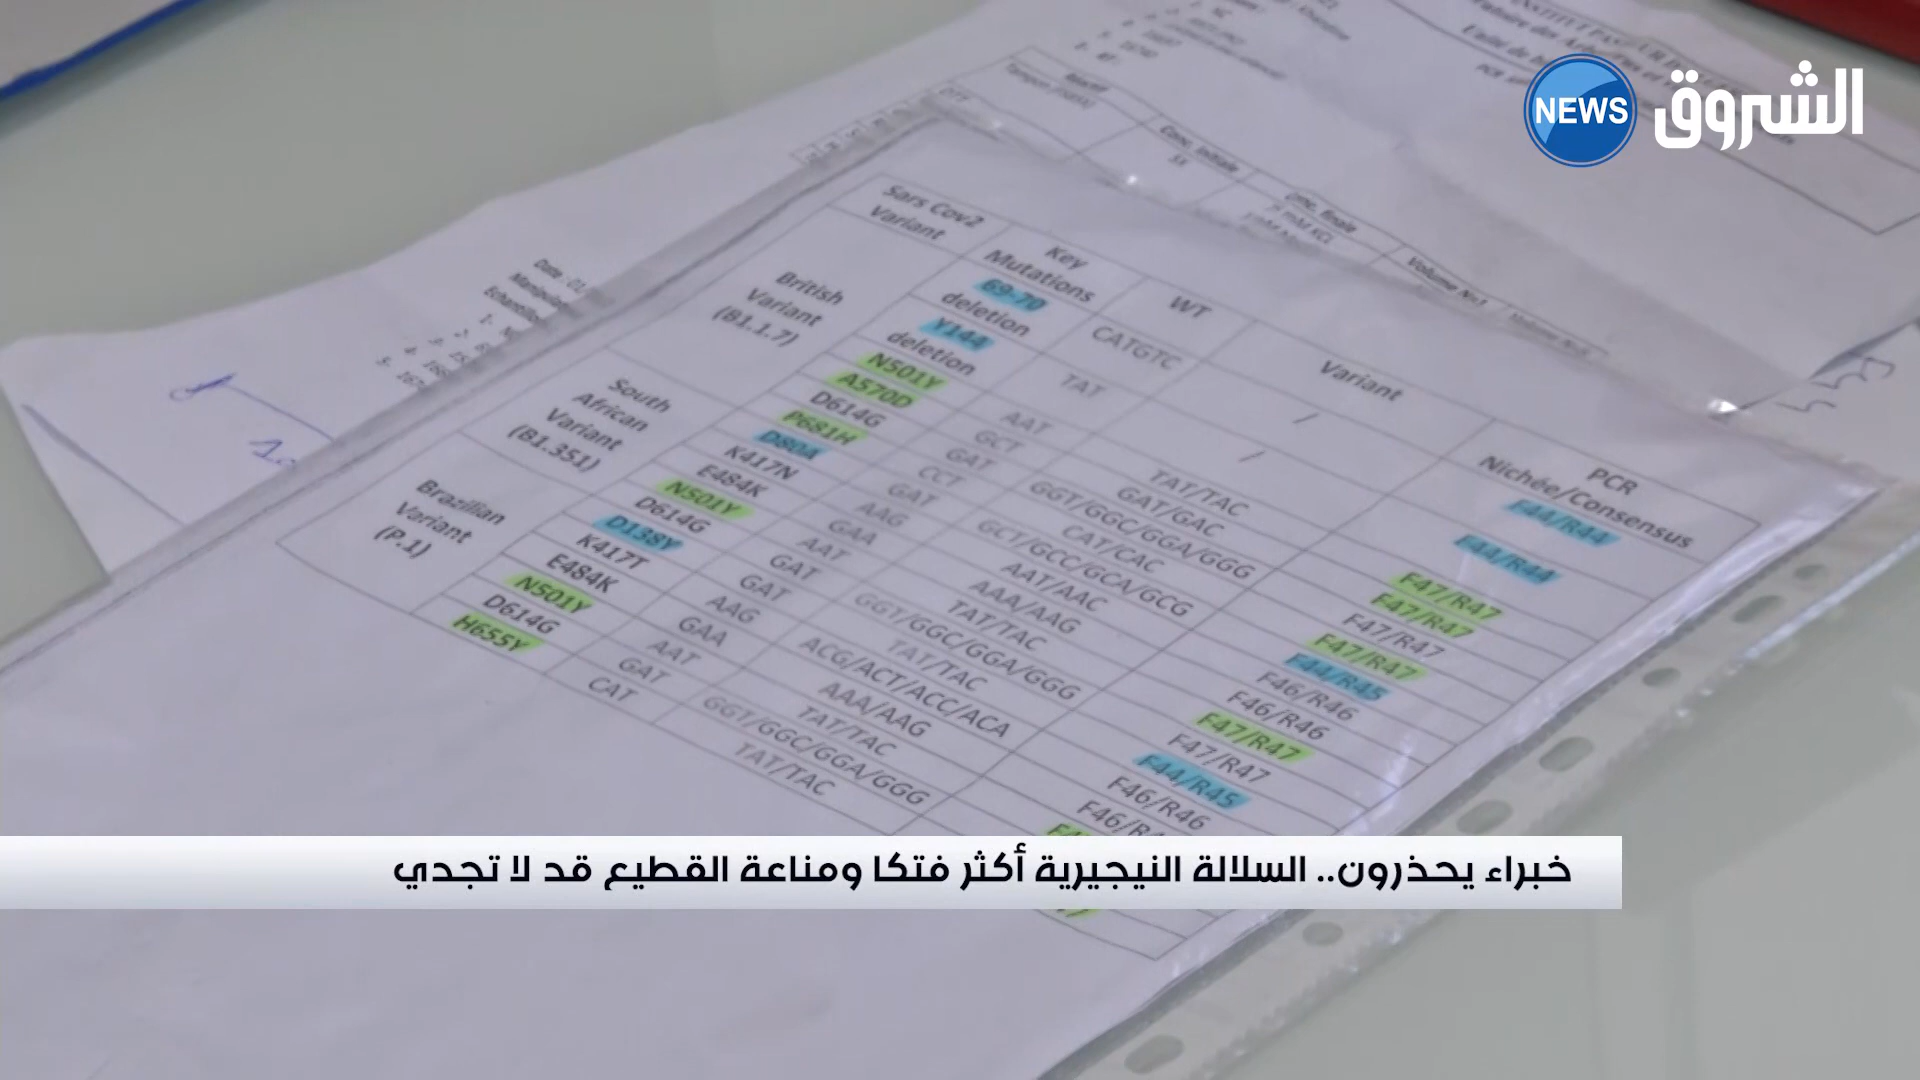 NEWS
الشروق
Conc. Initiale
5X
Volume N:1
Sars Cov2 Variant
Key Mutations
WT
Variant
PCR Nichée/Consensus
British Variant (B1.1.7)
69-70 deletion
CATGTC
/
F44/R44
Y144 deletion
TAT
/
F44/R44
N501Y
AAT
TAT/TAC
F47/R47
A570D
GCT
GAT/GAC
F47/R47
D614G
GAT
GGT/GGC/GGA/GGG
F47/R47
P681H
CCT
CAT/CAC
F47/R47
South African Variant (B1.351)
D80A
GAT
GCT/GCC/GCA/GCG
F44/R45
K417N
AAG
AAT/AAC
F46/R46
E484K
GAA
AAA/AAG
F46/R46
N501Y
AAT
TAT/TAC
F47/R47
D614G
GAT
GGT/GGC/GGA/GGG
F47/R47
Brazilian Variant (P.1)
D138Y
GAT
TAT/TAC
F44/R45
K417T
AAG
ACG/ACT/ACC/ACA
F46/R46
E484K
GAA
AAA/AAG
N501Y
AAT
TAT/TAC
D614G
GAT
GGT/GGC/GGA/GGG
H655Y
CAT
TAT/TAC
خبراء يحذرون.. السلالة النيجيرية أكثر فتكا ومناعة القطيع قد لا تجدي